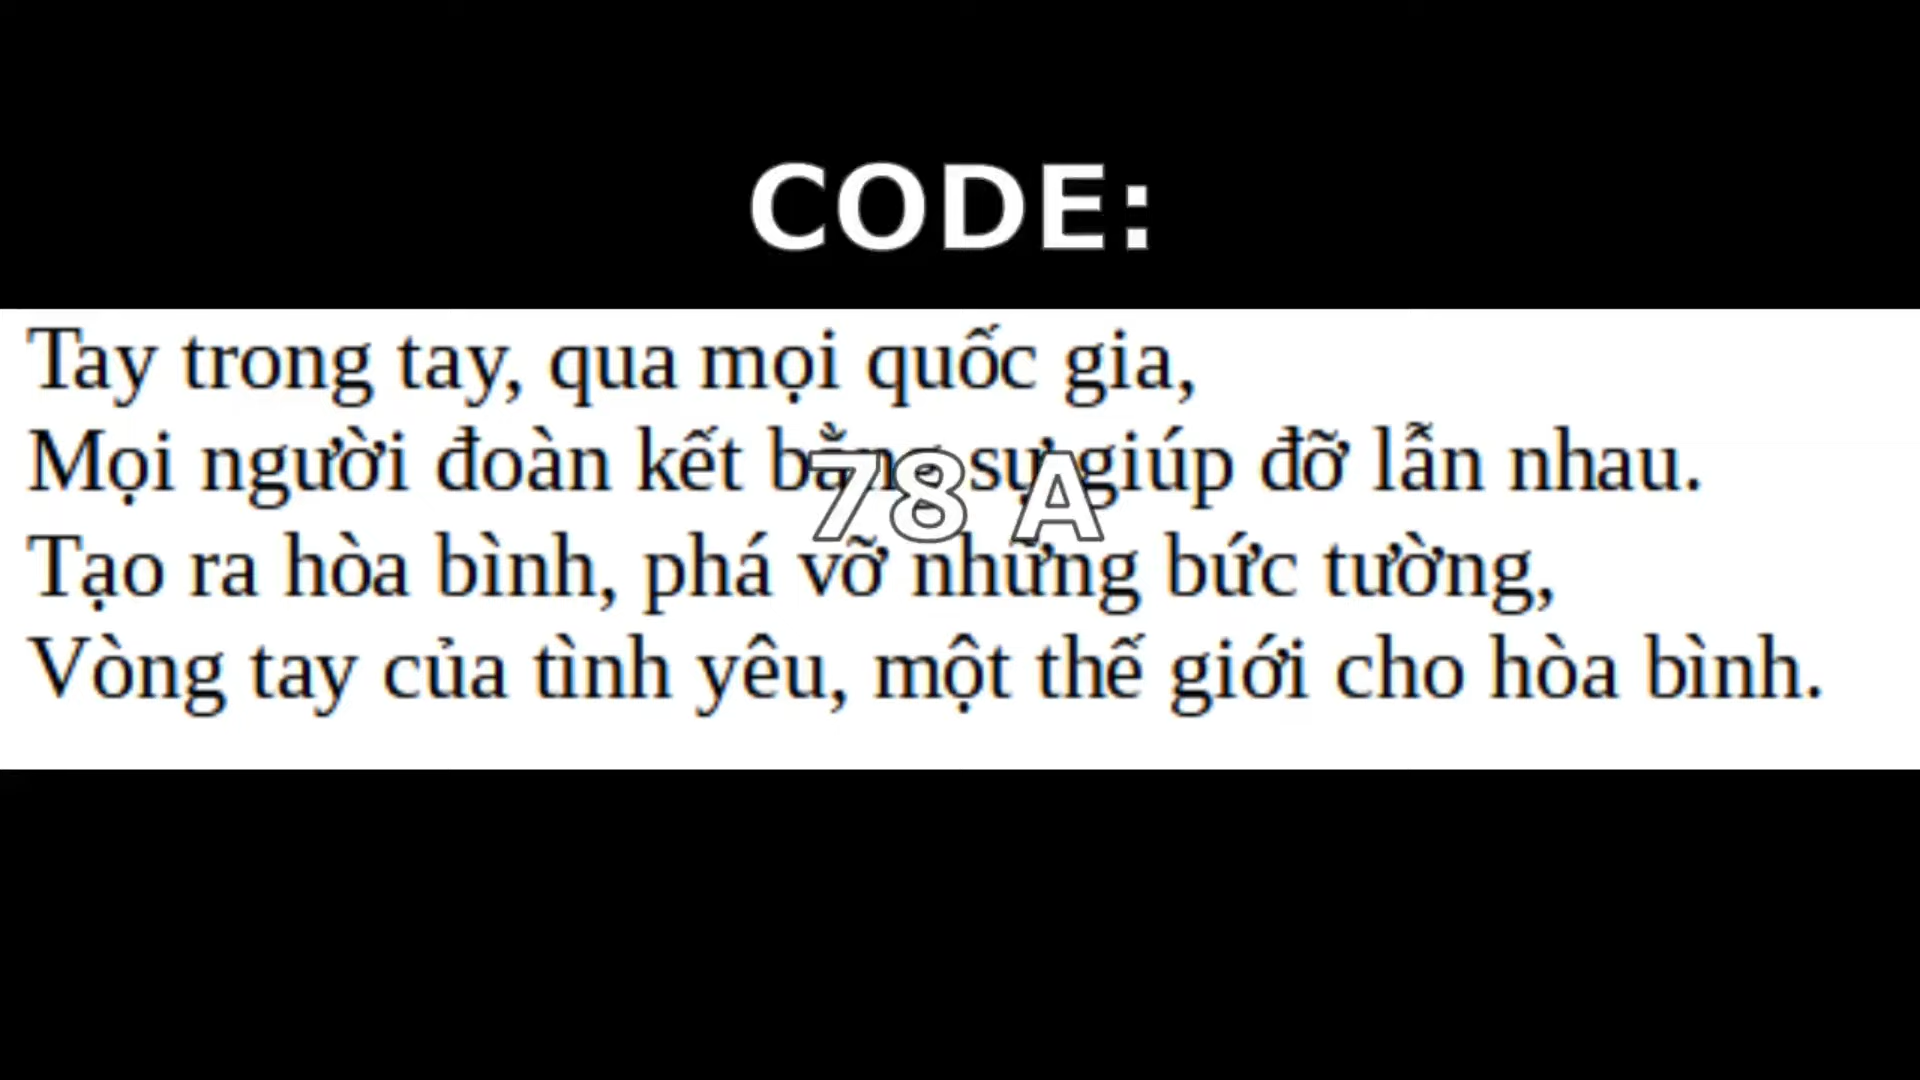 CODE:
Tay trong tay, qua mọi quốc gia,
Mọi người đoàn kết bằng sự giúp đỡ lẫn nhau.
78 A
Tạo ra hòa bình, phá vỡ những bức tường,
Vòng tay của tình yêu, một thế giới cho hòa bình.